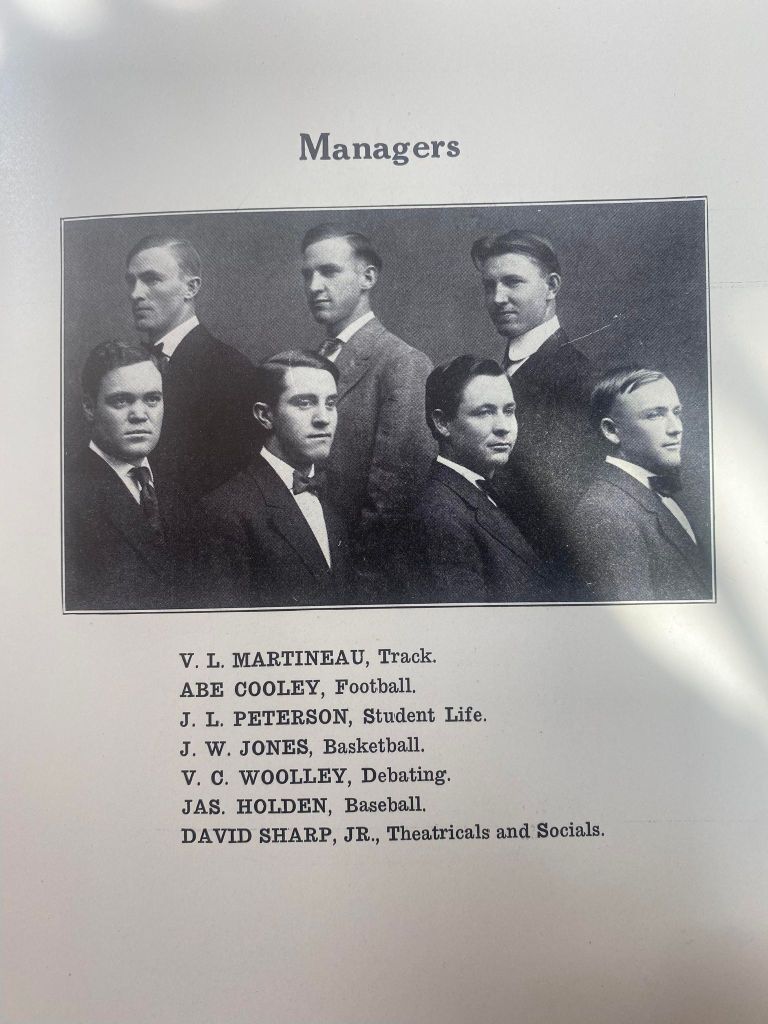 Managers
V. L. MARTINEAU, Track.
ABE COOLEY, Football.
J. L. PETERSON, Student Life.
J. W. JONES, Basketball.
V. C. WOOLLEY, Debating.
JAS. HOLDEN, Baseball.
DAVID SHARP, JR., Theatricals and Socials.